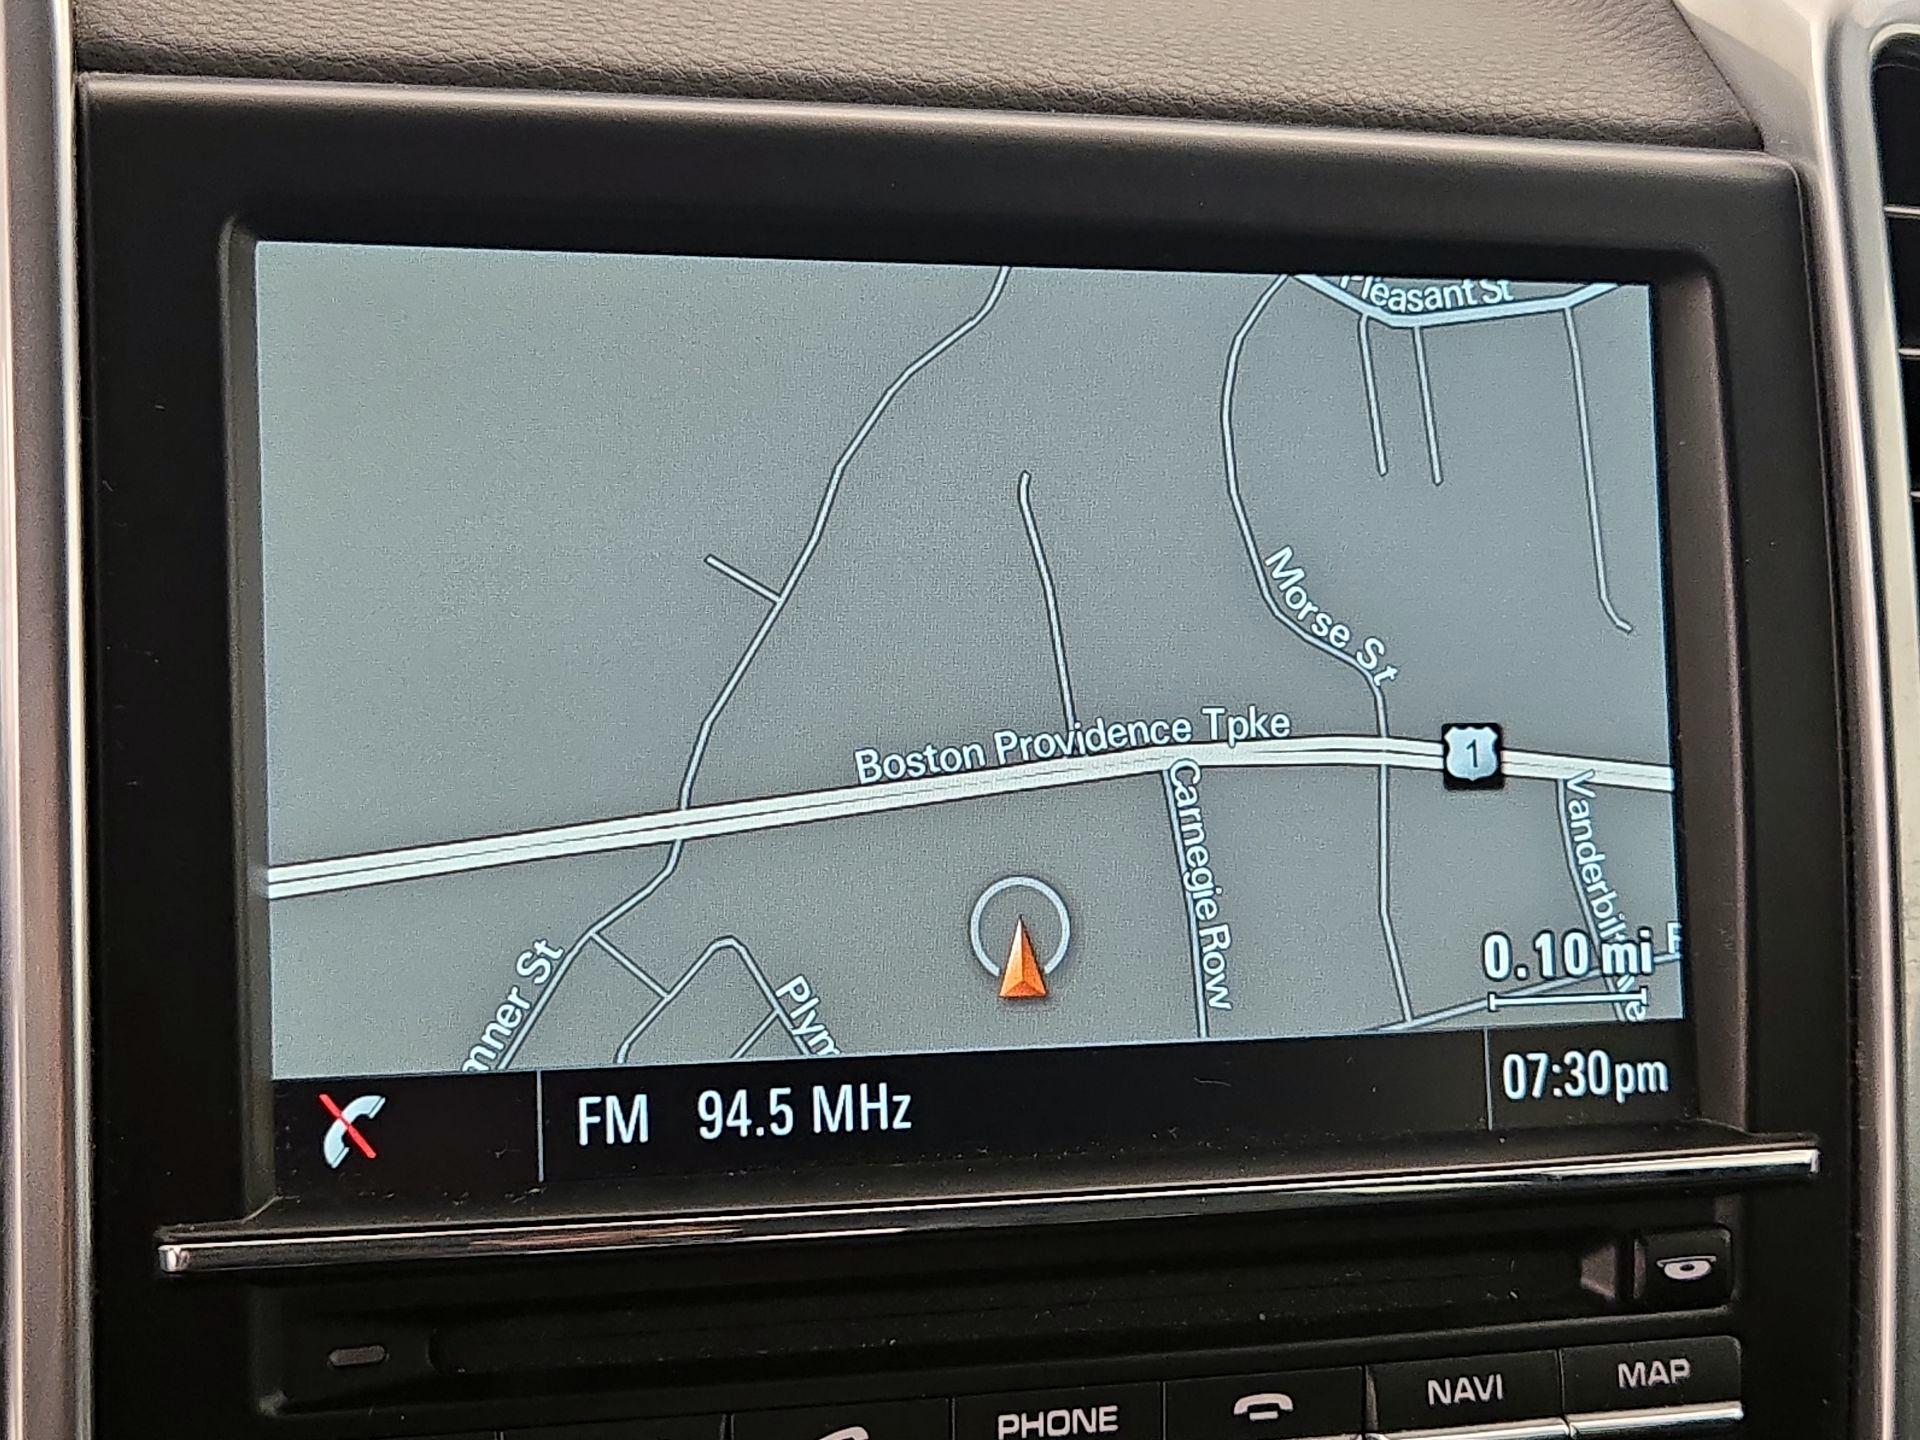 Pleasant St
Morse St
Boston Providence Tpke
1
Carnegie Row
0.10 mi
07:30pm
FM 94.5 MHz
PHONE
NAVI
MAP